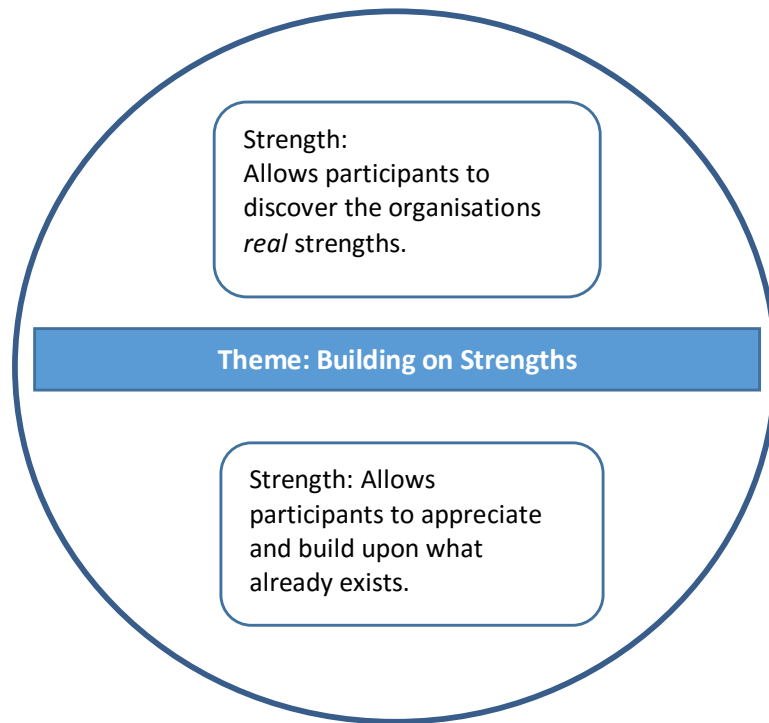 Strength:
Allows participants to
discover the organisations
real strengths.
Theme: Building on Strengths
Strength: Allows
participants to appreciate
and build upon what
already exists.